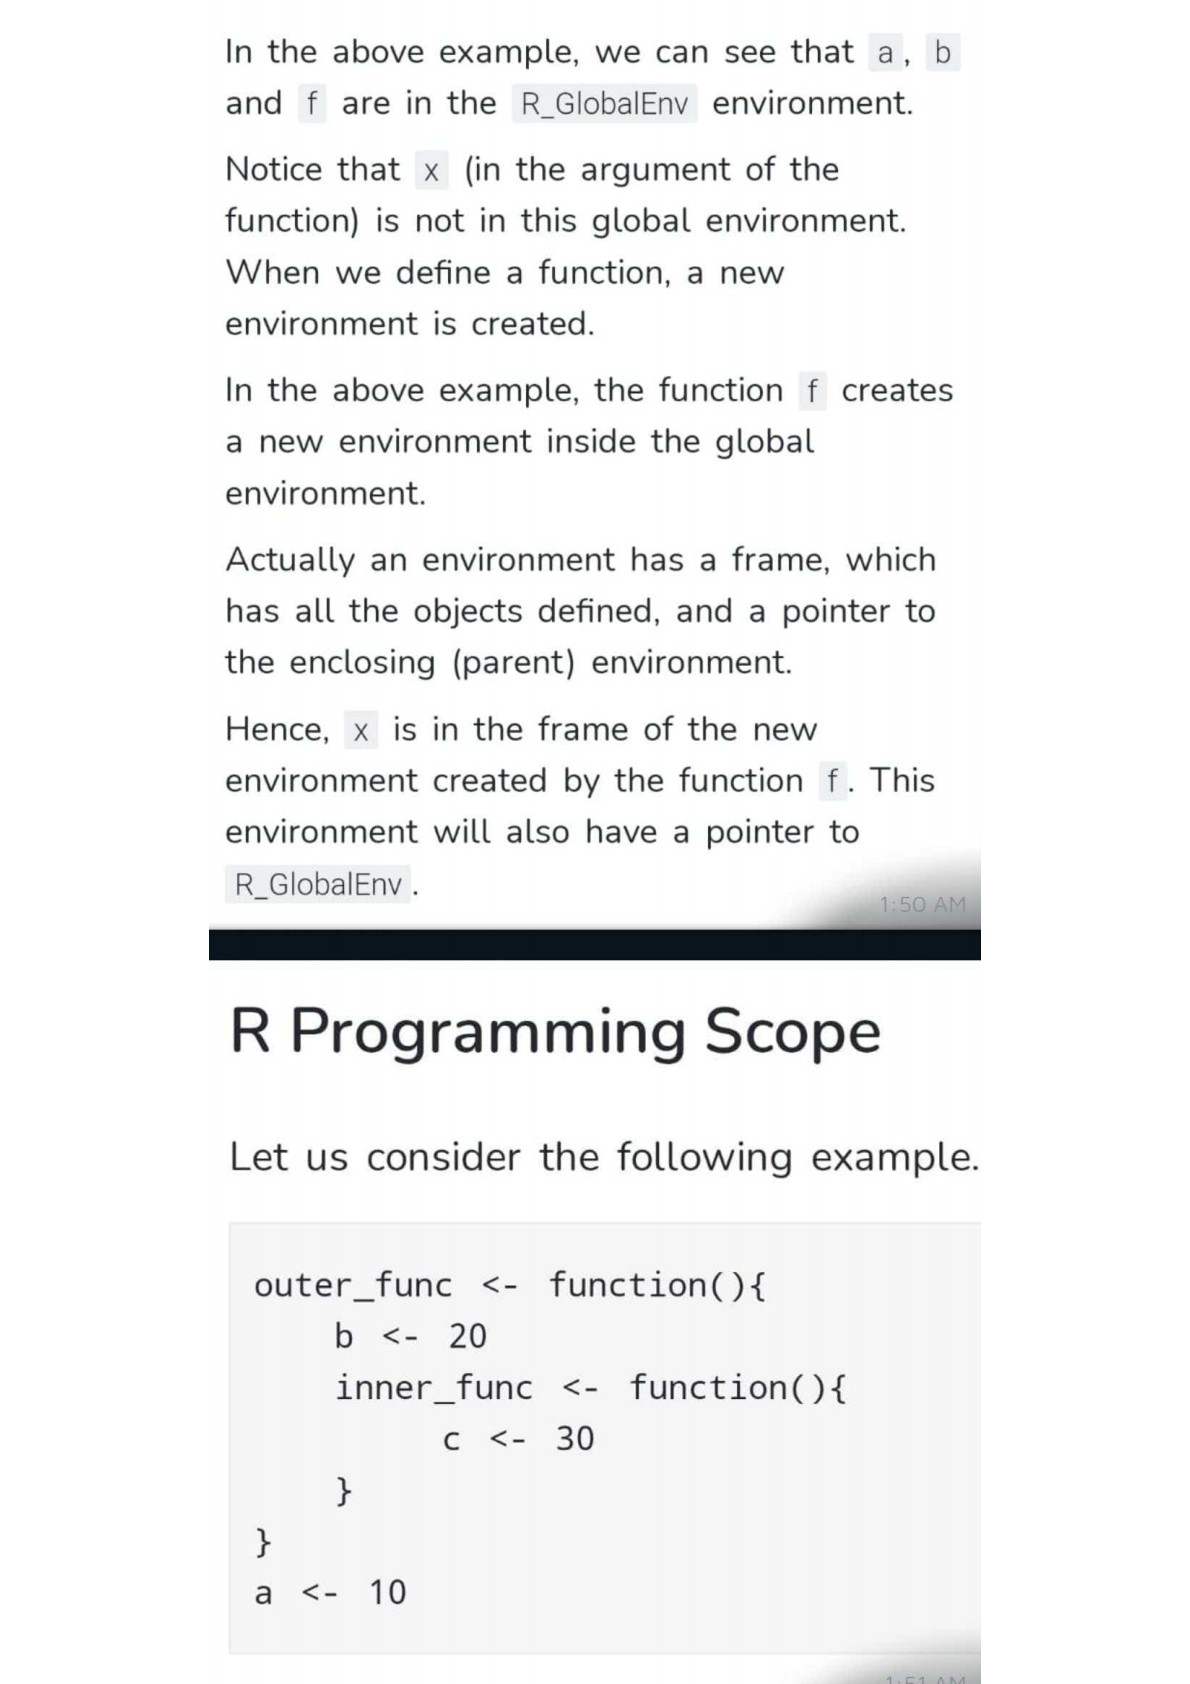 In the above example, we can see that a, b
and f are in the R_GlobalEnv environment.
Notice that x (in the argument of the
function) is not in this global environment.
When we define a function, a new
environment is created.
In the above example, the function f creates
a new environment inside the global
environment.
Actually an environment has a frame, which
has all the objects defined, and a pointer to
the enclosing (parent) environment.
Hence, x is in the frame of the new
environment created by the function f. This
environment will also have a pointer to
R_GlobalEnv.
1:50 AM
R Programming Scope
Let us consider the following example.
outer_func <- function(){
b <- 20
inner_func <- function(){
c <- 30
}
}
a <- 10
1:51 AM